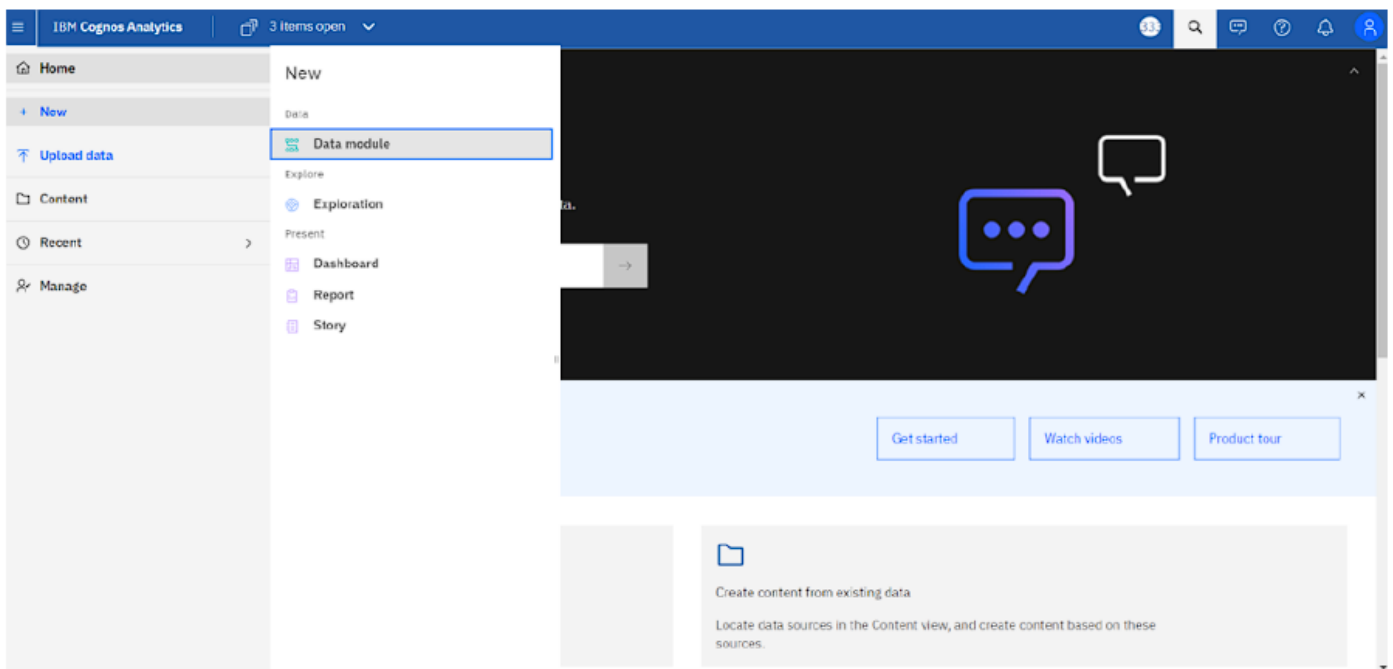 IBM Cognos Analytics
3 items open
333
Home
New
Upload data
Content
Recent
Manage
New
Data
Data module
Explore
Exploration
Present
Dashboard
Report
Story
ta.
Get started
Watch videos
Product tour
Create content from existing data
Locate data sources in the Content view, and create content based on these
sources.